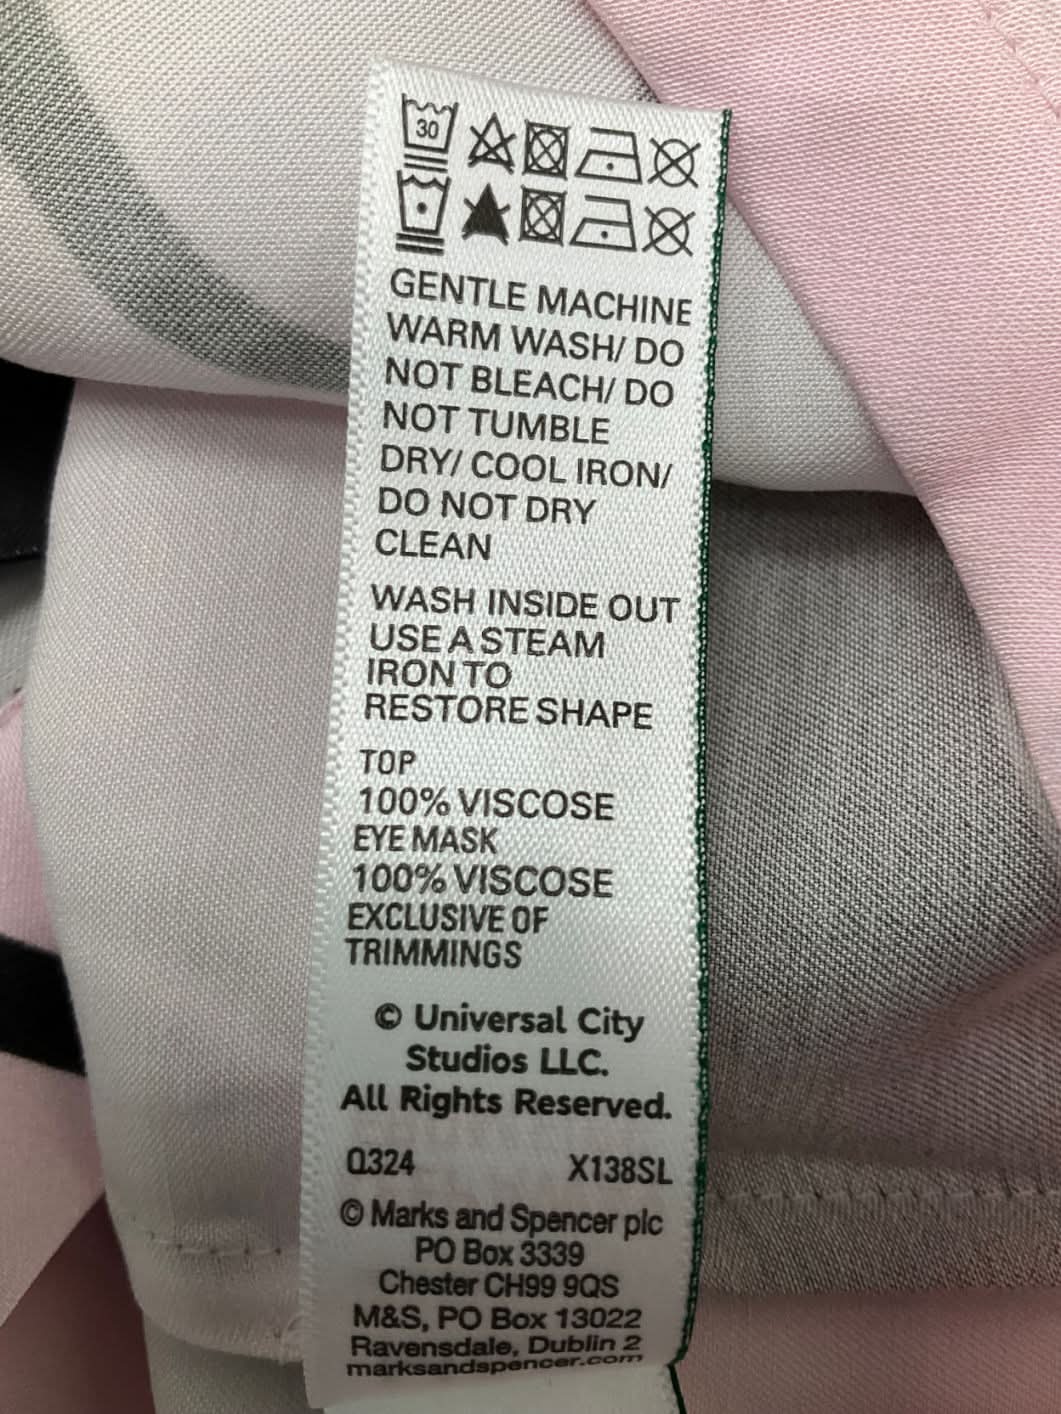 30
GENTLE MACHINE
WARM WASH/ DO
NOT BLEACH/ DO
NOT TUMBLE
DRY/ COOL IRON/
DO NOT DRY
CLEAN
WASH INSIDE OUT
USE A STEAM
IRON TO
RESTORE SHAPE
TOP
100% VISCOSE
EYE MASK
100% VISCOSE
EXCLUSIVE OF
TRIMMINGS
© Universal City
Studios LLC.
All Rights Reserved.
Q324 X138SL
© Marks and Spencer plc
PO Box 3339
Chester CH99 9QS
M&S, PO Box 13022
Ravensdale, Dublin 2
marksandspencer.com